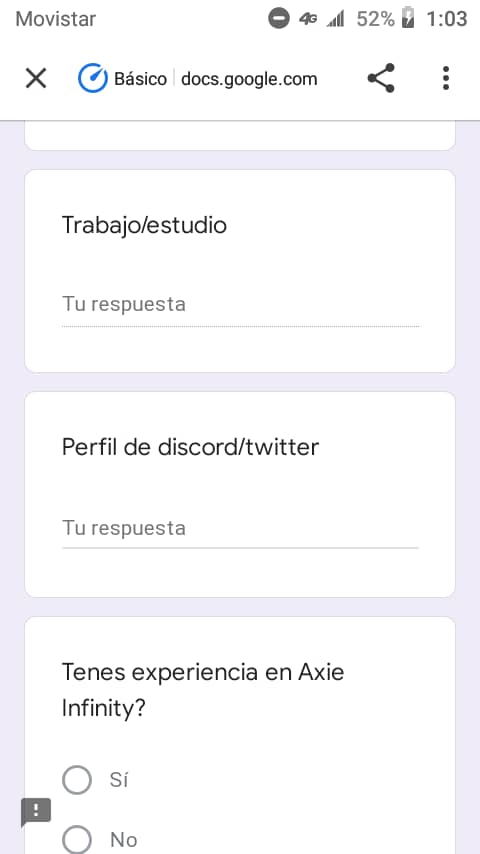 Movistar 4G 52% 1:03
Básico docs.google.com
Trabajo/estudio
Tu respuesta
Perfil de discord/twitter
Tu respuesta
Tenes experiencia en Axie
Infinity?
Sí
No